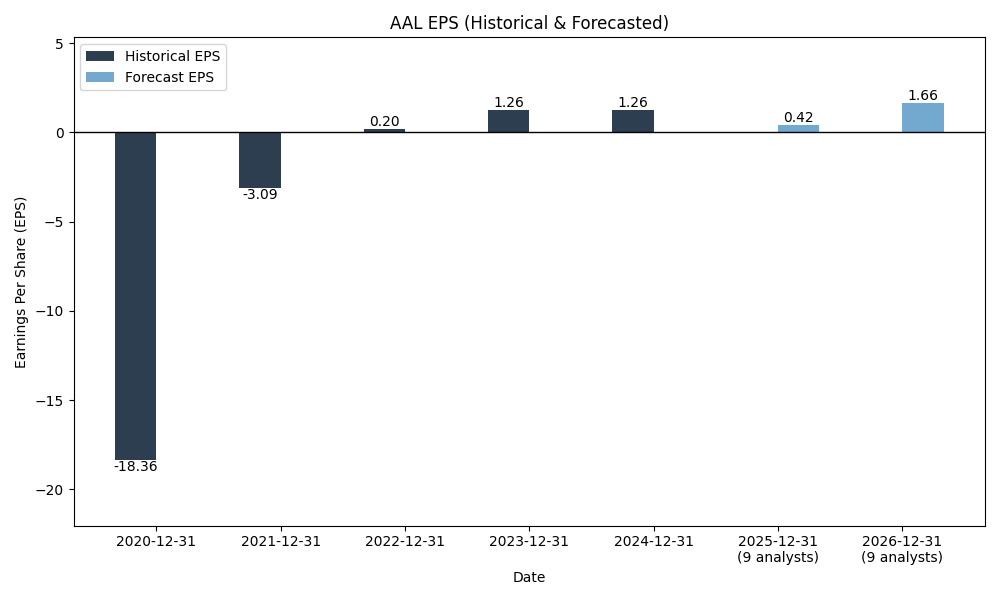 AAL EPS (Historical & Forecasted)
Historical EPS
Forecast EPS
Earnings Per Share (EPS)
5
0
−5
−10
−15
−20
-18.36
-3.09
0.20
1.26
1.26
0.42
1.66
2020-12-31
2021-12-31
2022-12-31
2023-12-31
2024-12-31
2025-12-31
(9 analysts)
2026-12-31
(9 analysts)
Date